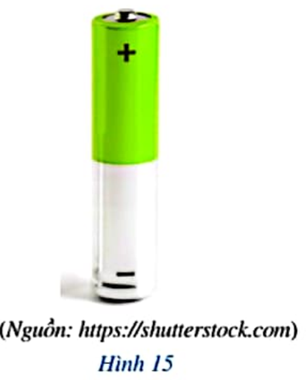 +
−
(Nguồn: https://shutterstock.com)
Hình 15